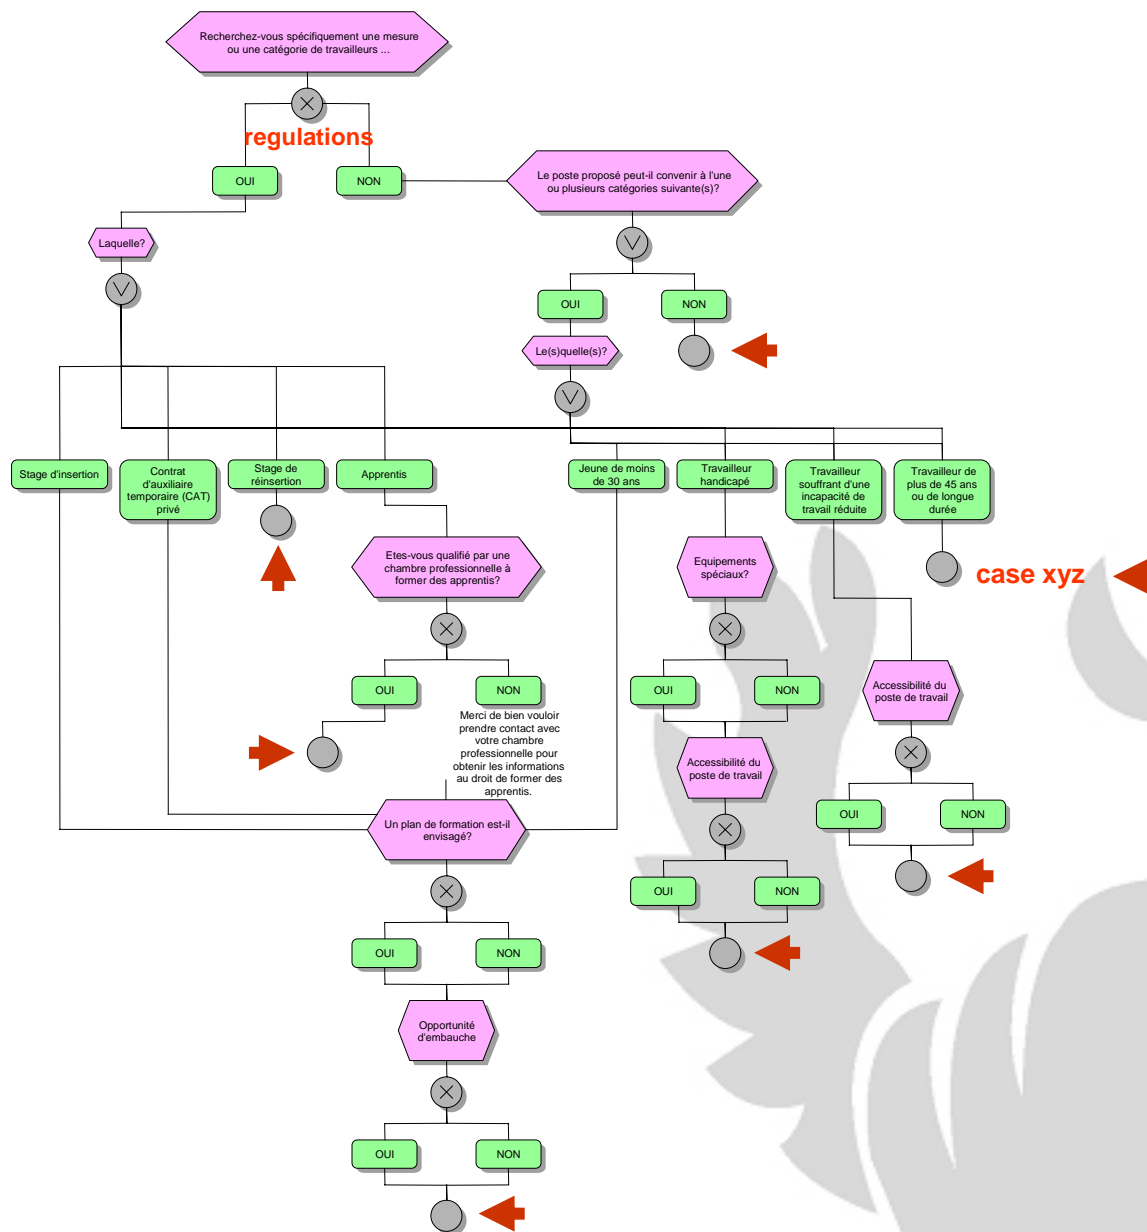 Recherchez-vous spécifiquement une mesure
ou une catégorie de travailleurs ...
regulations
OUI
NON
Le poste proposé peut-il convenir à l'une
ou plusieurs catégories suivante(s)?
Laquelle?
OUI
NON
Le(s)quelle(s)?
Stage d'insertion
Contrat
d'auxiliaire
temporaire (CAT)
privé
Stage de
réinsertion
Apprentis
Jeune de moins
de 30 ans
Travailleur
handicapé
Travailleur
souffrant d'une
incapacité de
travail réduite
Travailleur de
plus de 45 ans
ou de longue
durée
Etes-vous qualifié par une
chambre professionnelle à
former des apprentis?
Equipements
spéciaux?
case xyz
OUI
NON
Merci de bien vouloir
prendre contact avec
votre chambre
professionnelle pour
obtenir les informations
au droit de former des
apprentis.
OUI
NON
Accessibilité du
poste de travail
Accessibilité du
poste de travail
OUI
NON
Un plan de formation est-il
envisagé?
OUI
NON
OUI
NON
Opportunité
d'embauche
OUI
NON